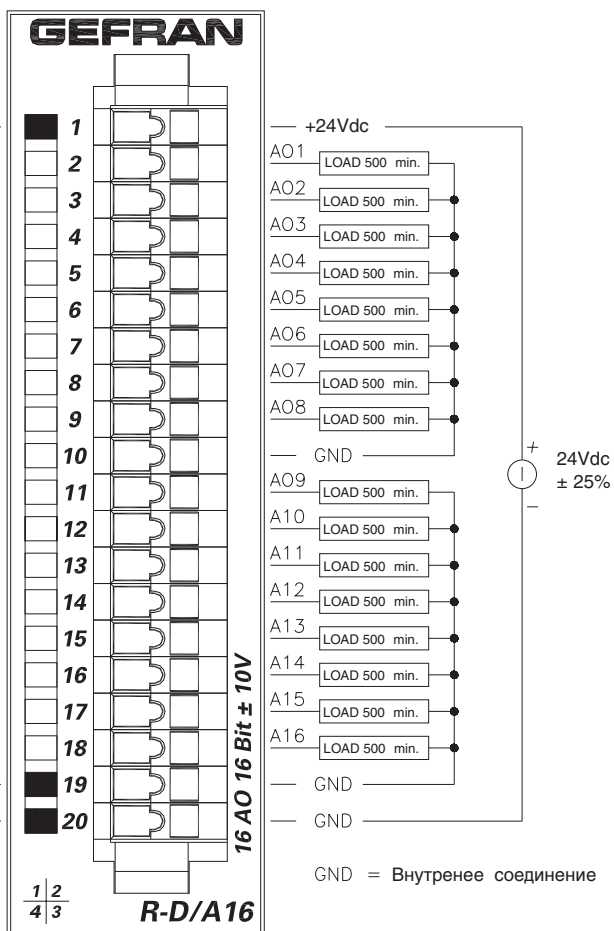 GEFRAN
1 +24Vdc
2 AO1 LOAD 500 min.
3 AO2 LOAD 500 min.
4 AO3 LOAD 500 min.
5 AO4 LOAD 500 min.
6 AO5 LOAD 500 min.
7 AO6 LOAD 500 min.
8 AO7 LOAD 500 min.
9 AO8 LOAD 500 min.
10 GND
+
24Vdc
± 25%
–
11 AO9 LOAD 500 min.
12 A10 LOAD 500 min.
13 A11 LOAD 500 min.
14 A12 LOAD 500 min.
15 A13 LOAD 500 min.
16 A14 LOAD 500 min.
17 A15 LOAD 500 min.
18 A16 LOAD 500 min.
19 GND
20 GND
16 AO 16 Bit ± 10V
GND = Внутренее соединение
1 2
4 3
R-D/A16